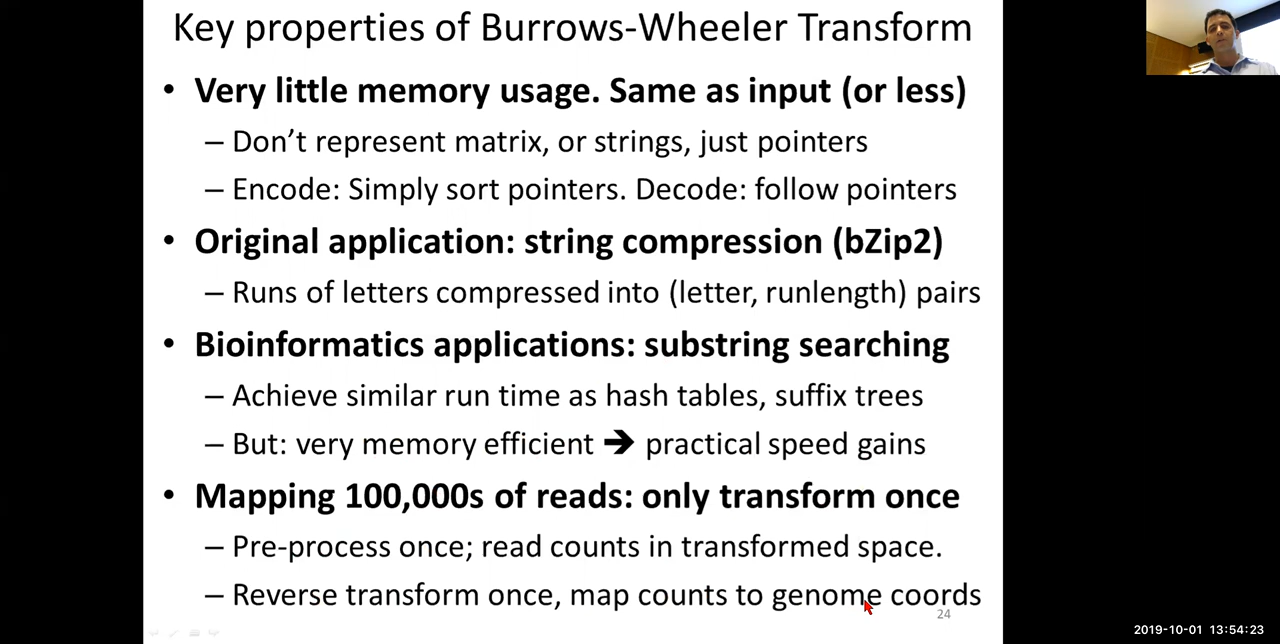 Key properties of Burrows-Wheeler Transform
• Very little memory usage. Same as input (or less)
– Don’t represent matrix, or strings, just pointers
– Encode: Simply sort pointers. Decode: follow pointers
• Original application: string compression (bZip2)
– Runs of letters compressed into (letter, runlength) pairs
• Bioinformatics applications: substring searching
– Achieve similar run time as hash tables, suffix trees
– But: very memory efficient ➔ practical speed gains
• Mapping 100,000s of reads: only transform once
– Pre-process once; read counts in transformed space.
– Reverse transform once, map counts to genome coords
24
2019-10-01 13:54:23